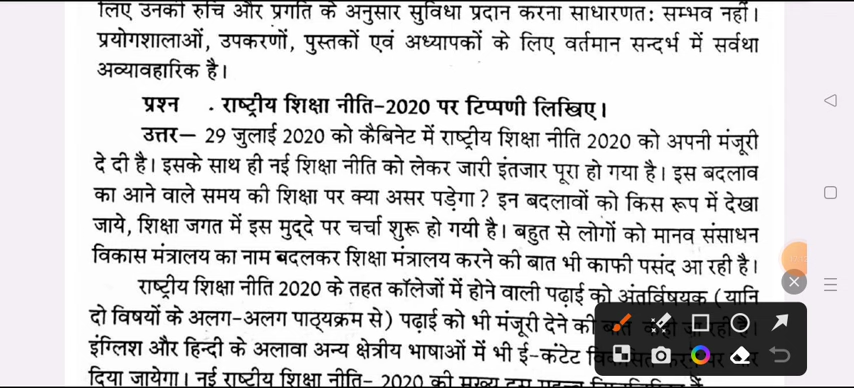 लिए उनकी रुचि और प्रगति के अनुसार सुविधा प्रदान करना साधारणत: सम्भव नहीं।
प्रयोगशालाओं, उपकरणों, पुस्तकों एवं अध्यापकों के लिए वर्तमान सन्दर्भ में सर्वथा
अव्यावहारिक है।
प्रश्न . राष्ट्रीय शिक्षा नीति-2020 पर टिप्पणी लिखिए।
उत्तर— 29 जुलाई 2020 को कैबिनेट में राष्ट्रीय शिक्षा नीति 2020 को अपनी मंजूरी
दे दी है। इसके साथ ही नई शिक्षा नीति को लेकर जारी इंतजार पूरा हो गया है। इस बदलाव
का आने वाले समय की शिक्षा पर क्या असर पड़ेगा? इन बदलावों को किस रूप में देखा
जाये, शिक्षा जगत में इस मुद्दे पर चर्चा शुरू हो गयी है। बहुत से लोगों को मानव संसाधन
विकास मंत्रालय का नाम बदलकर शिक्षा मंत्रालय करने की बात भी काफी पसंद आ रही है।
राष्ट्रीय शिक्षा नीति 2020 के तहत कॉलेजों में होने वाली पढ़ाई को अंतर्विषयक (यानि
दो विषयों के अलग-अलग पाठ्यक्रम से) पढ़ाई को भी मंजूरी देने की
इंग्लिश और हिन्दी के अलावा अन्य क्षेत्रीय भाषाओं में भी ई-कंटेट
दिया जायेगा। नई राष्ट्रीय शिक्षा नीति- 2020 की मुख्य